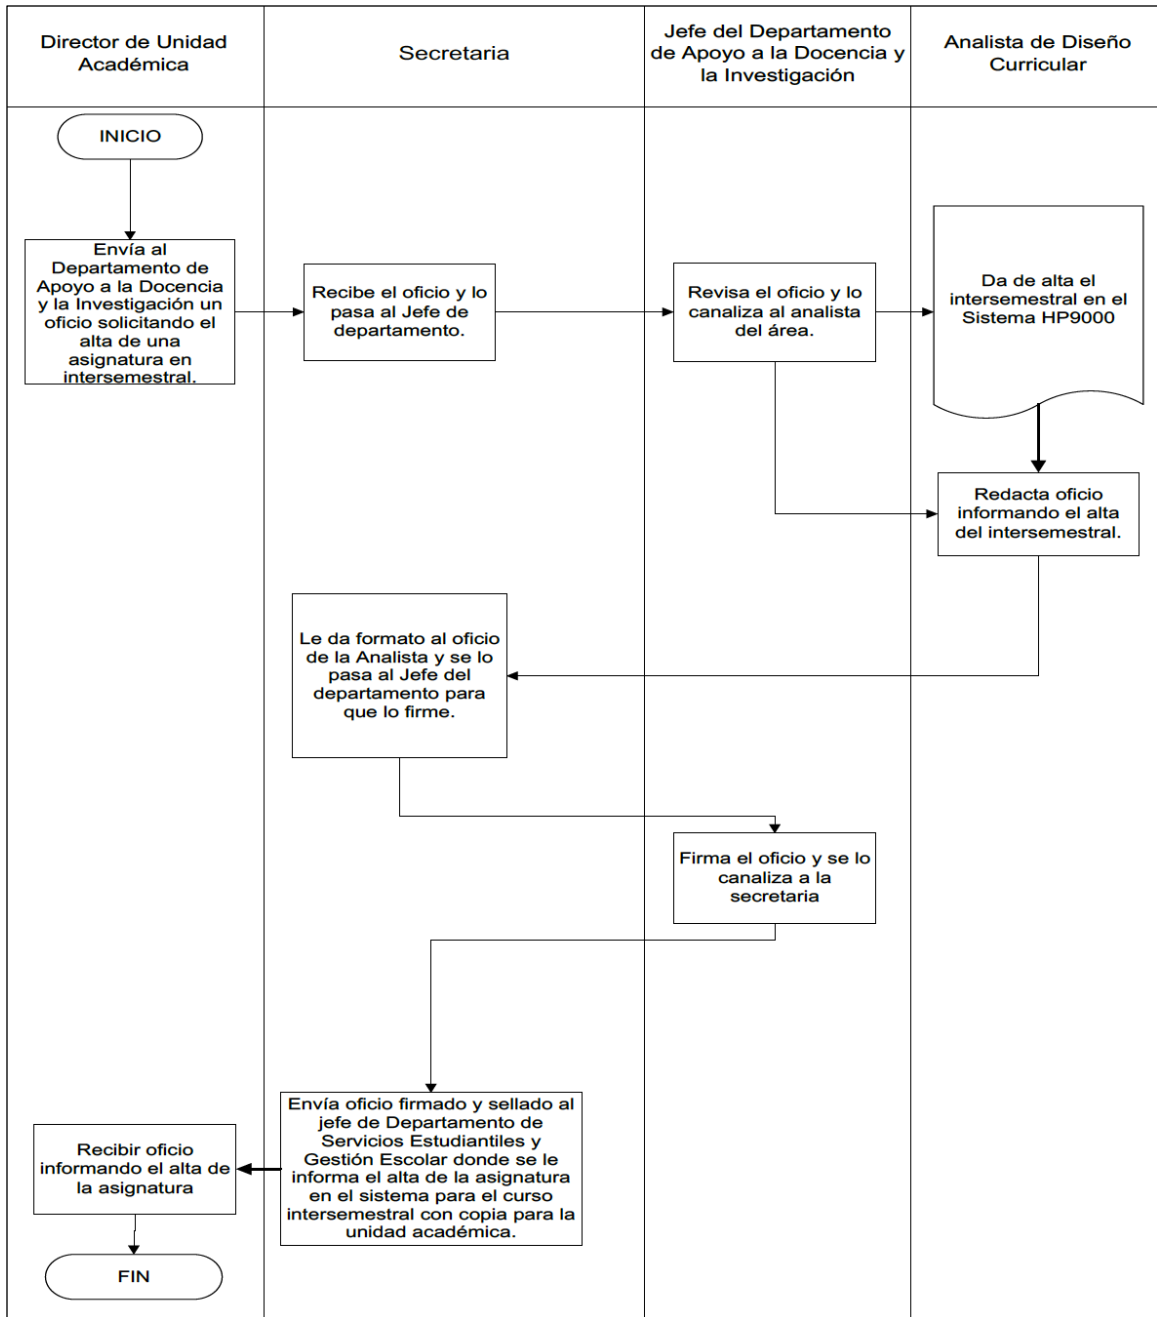 Director de Unidad
Académica
Secretaria
Jefe del Departamento
de Apoyo a la Docencia y
la Investigación
Analista de Diseño
Curricular
INICIO
Envía al
Departamento de
Apoyo a la Docencia
y la Investigación un
oficio solicitando el
alta de una
asignatura en
intersemestral.
Recibe el oficio y lo
pasa al Jefe de
departamento.
Revisa el oficio y lo
canaliza al analista
del área.
Da de alta el
intersemestral en el
Sistema HP9000
Redacta oficio
informando el alta
del intersemestral.
Le da formato al oficio
de la Analista y se lo
pasa al Jefe del
departamento para
que lo firme.
Firma el oficio y se lo
canaliza a la
secretaria
Envía oficio firmado y sellado al
jefe de Departamento de
Servicios Estudiantiles y
Gestión Escolar donde se le
informa el alta de la asignatura
en el sistema para el curso
intersemestral con copia para la
unidad académica.
Recibir oficio
informando el alta de
la asignatura
FIN